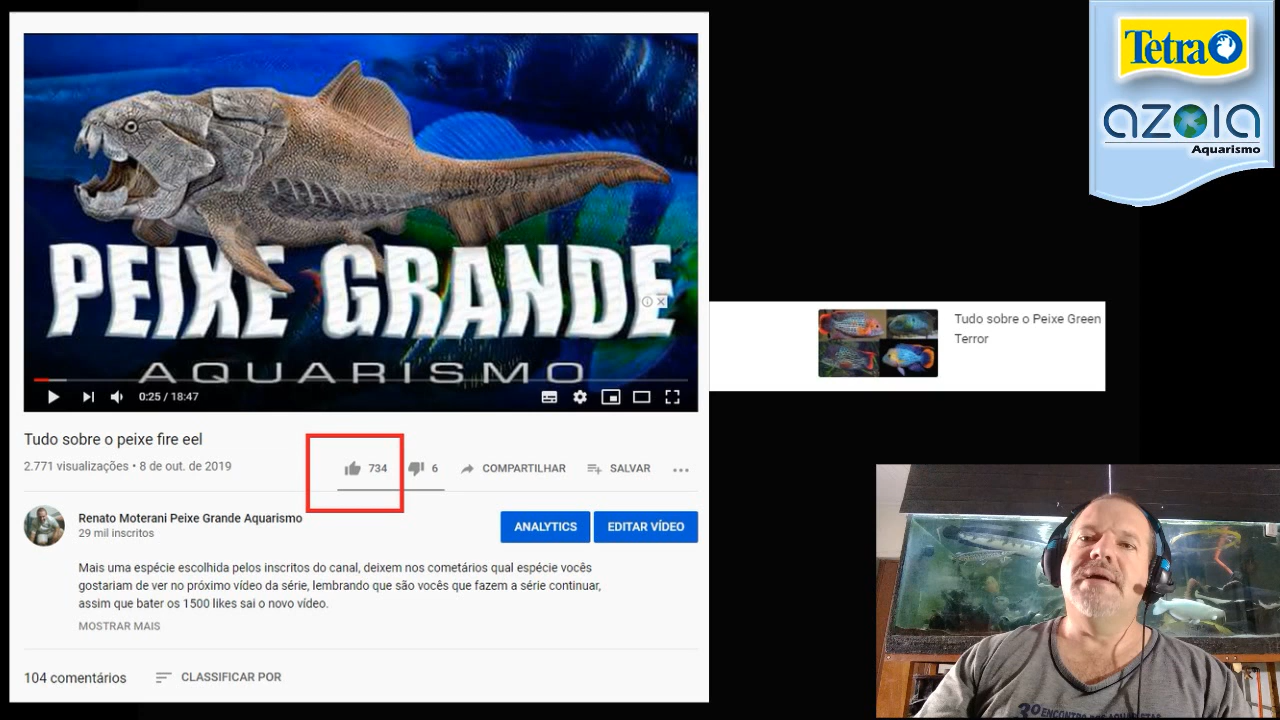 PEIXE GRANDE
AQUARISMO
0:25 / 18:47
Tudo sobre o peixe fire eel
2.771 visualizações • 8 de out. de 2019
734
6
COMPARTILHAR
SALVAR
Renato Moterani Peixe Grande Aquarismo
29 mil inscritos
ANALYTICS
EDITAR VÍDEO
Mais uma espécie escolhida pelos inscritos do canal, deixem nos cometários qual espécie vocês
gostariam de ver no próximo vídeo da série, lembrando que são vocês que fazem a série continuar,
assim que bater os 1500 likes sai o novo vídeo.
MOSTRAR MAIS
104 comentários
CLASSIFICAR POR
Tetra
azoia
Aquarismo
Tudo sobre o Peixe Green
Terror
3º ENCONTRO